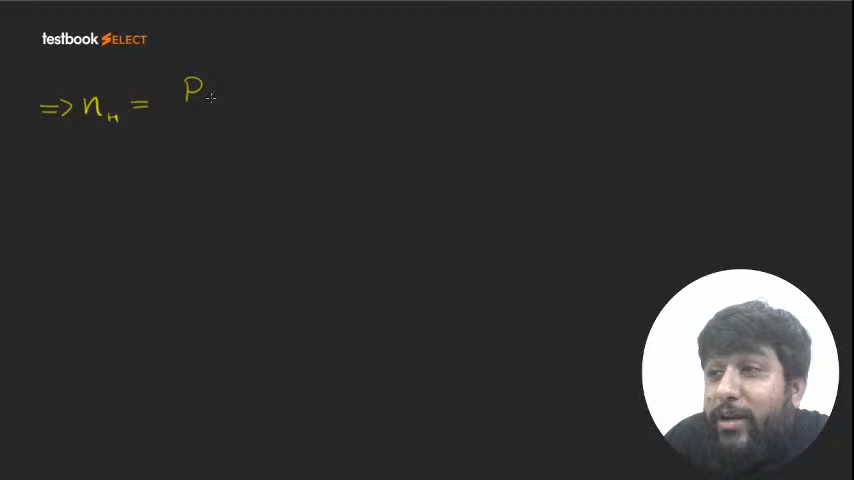 testbook SELECT
=> n_H = P